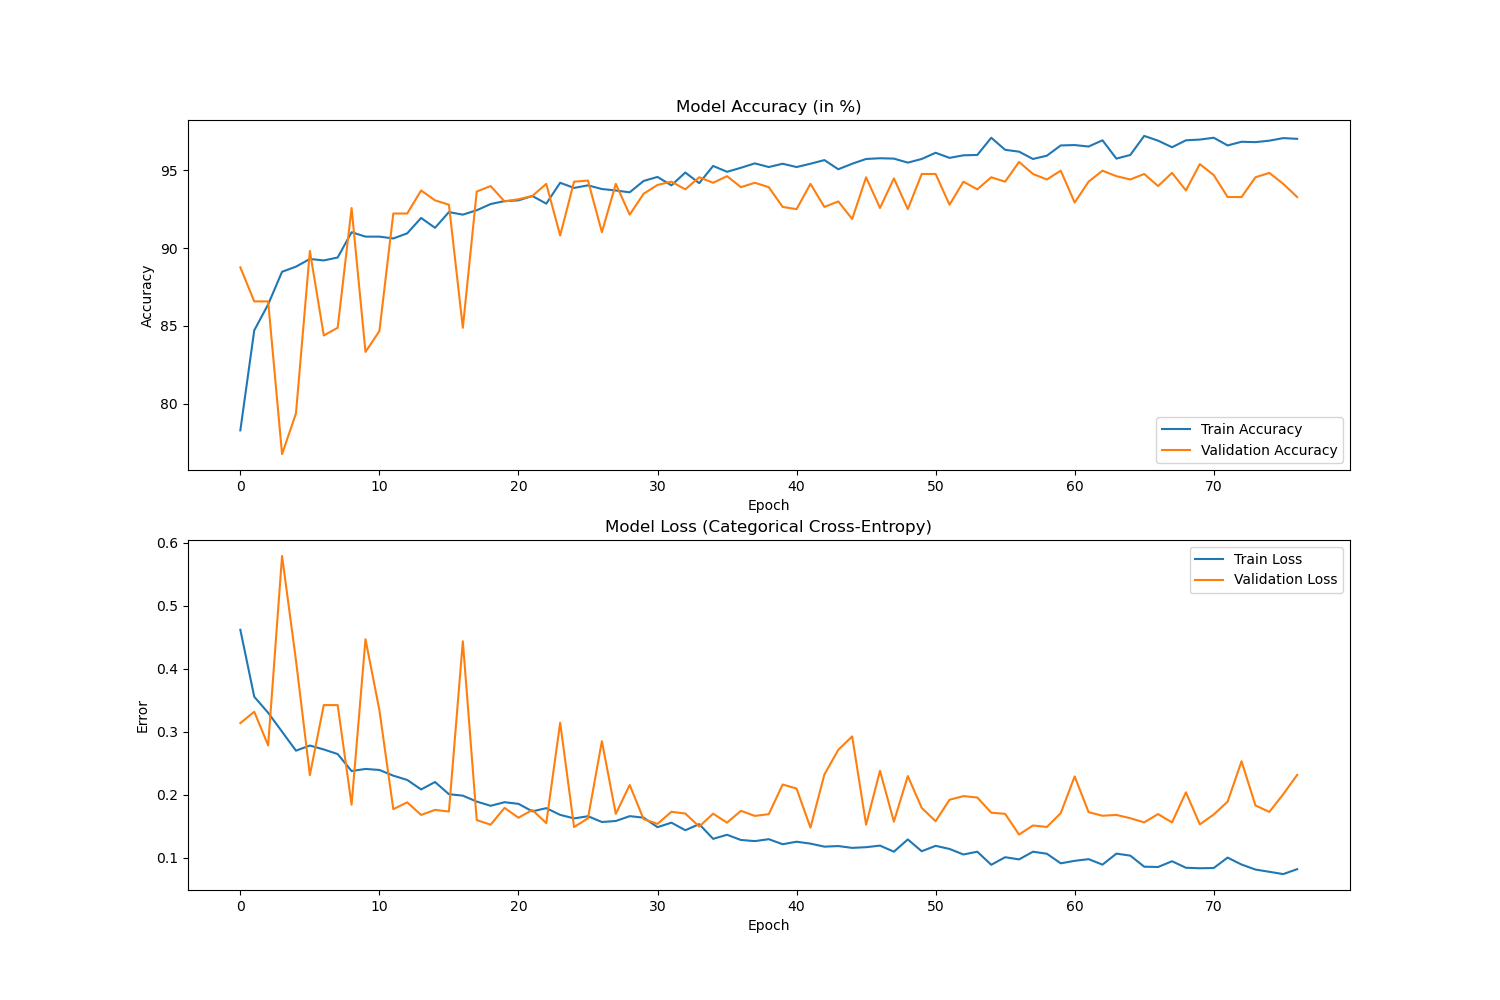 Model Accuracy (in %)
Accuracy
95
90
85
80
Train Accuracy
Validation Accuracy
0 10 20 30 40 50 60 70
Epoch
Model Loss (Categorical Cross-Entropy)
Error
0.6
0.5
0.4
0.3
0.2
0.1
Train Loss
Validation Loss
0 10 20 30 40 50 60 70
Epoch